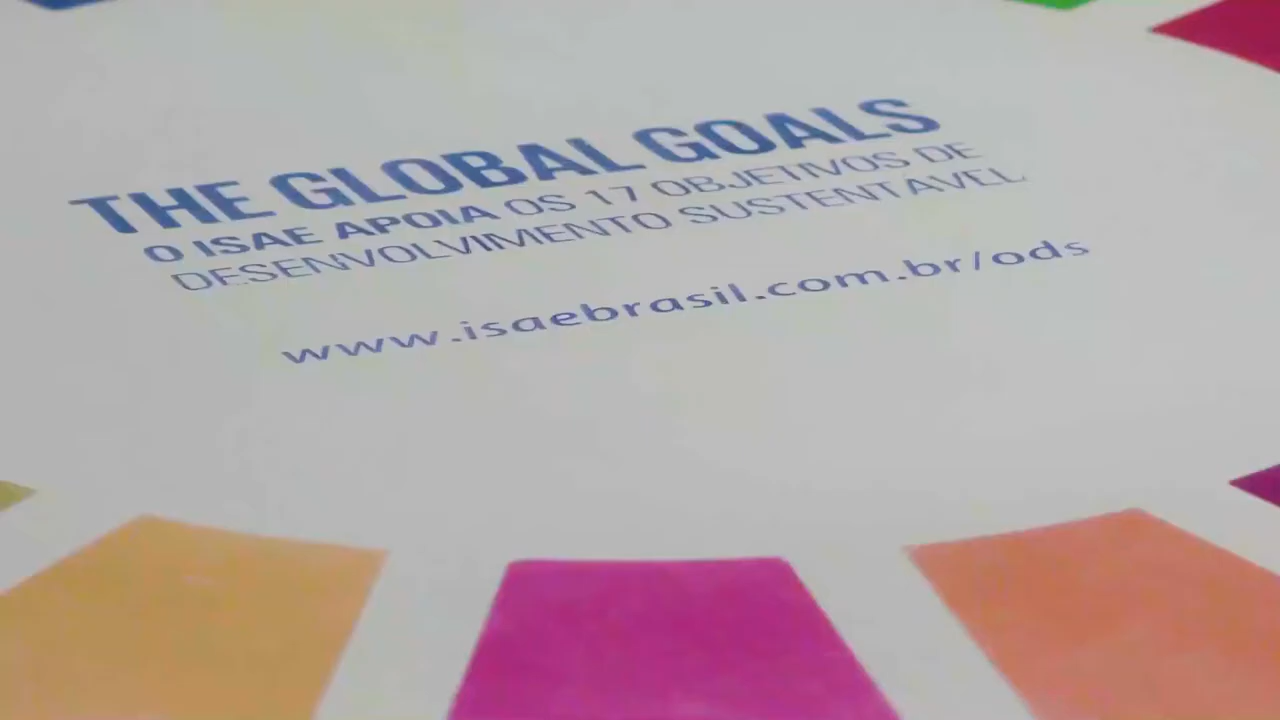 THE GLOBAL GOALS
O ISAE APOIA OS 17 OBJETIVOS DE
DESENVOLVIMENTO SUSTENTÁVEL
www.isaebrasil.com.br/ods